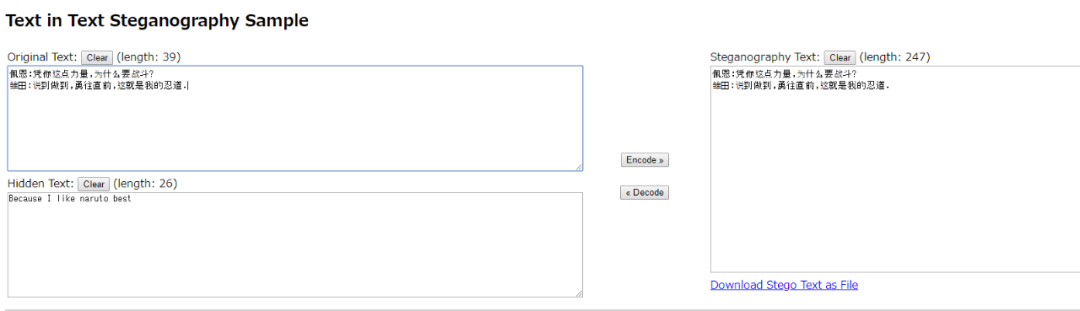 Text in Text Steganography Sample
Original Text: Clear (length: 39)
佩恩:凭你这点力量,为什么要战斗?
雏田:说到做到,勇往直前,这就是我的忍道.
Hidden Text: Clear (length: 26)
Because I like naruto best
Encode »
« Decode
Steganography Text: Clear (length: 247)
佩恩:凭你这点力量,为什么要战斗?
雏田:说到做到,勇往直前,这就是我的忍道.
Download Stego Text as File